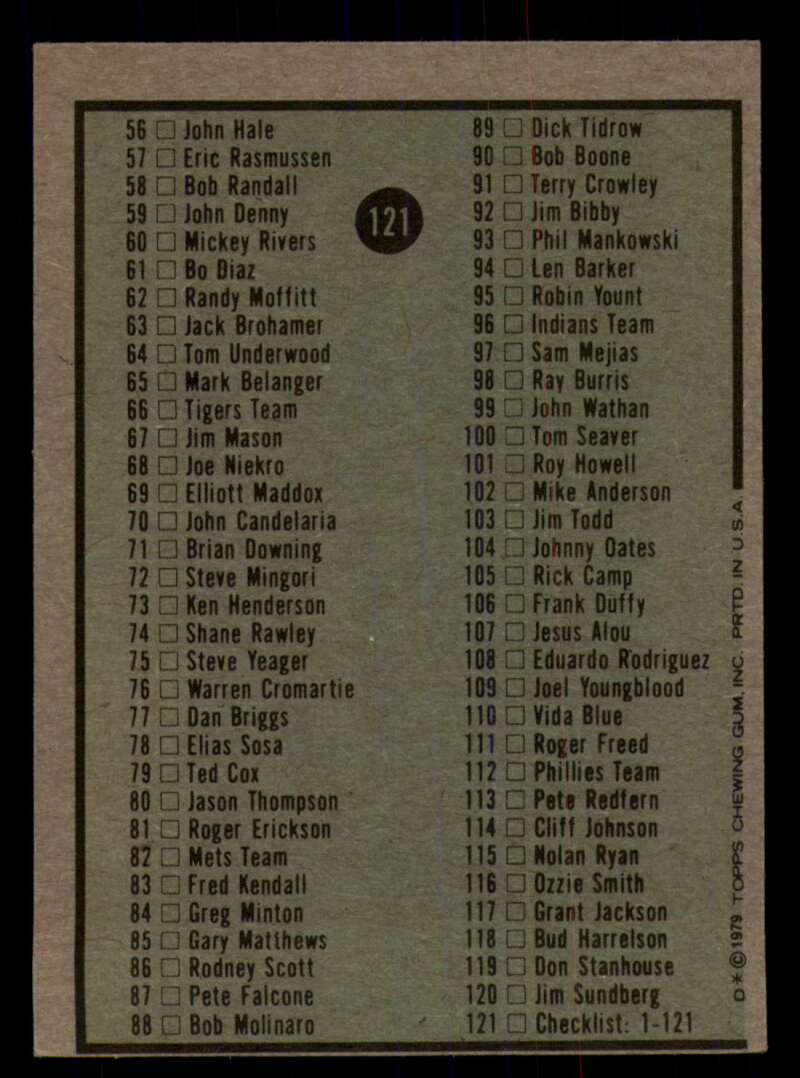 56 John Hale
57 Eric Rasmussen
58 Bob Randall
59 John Denny
60 Mickey Rivers
61 Bo Diaz
62 Randy Moffitt
63 Jack Brohamer
64 Tom Underwood
65 Mark Belanger
66 Tigers Team
67 Jim Mason
68 Joe Niekro
69 Elliott Maddox
70 John Candelaria
71 Brian Downing
72 Steve Mingori
73 Ken Henderson
74 Shane Rawley
75 Steve Yeager
76 Warren Cromartie
77 Dan Briggs
78 Elias Sosa
79 Ted Cox
80 Jason Thompson
81 Roger Erickson
82 Mets Team
83 Fred Kendall
84 Greg Minton
85 Gary Matthews
86 Rodney Scott
87 Pete Falcone
88 Bob Molinaro
121
89 Dick Tidrow
90 Bob Boone
91 Terry Crowley
92 Jim Bibby
93 Phil Mankowski
94 Len Barker
95 Robin Yount
96 Indians Team
97 Sam Mejias
98 Ray Burris
99 John Wathan
100 Tom Seaver
101 Roy Howell
102 Mike Anderson
103 Jim Todd
104 Johnny Oates
105 Rick Camp
106 Frank Duffy
107 Jesus Alou
108 Eduardo Rodriguez
109 Joel Youngblood
110 Vida Blue
111 Roger Freed
112 Phillies Team
113 Pete Redfern
114 Cliff Johnson
115 Nolan Ryan
116 Ozzie Smith
117 Grant Jackson
118 Bud Harrelson
119 Don Stanhouse
120 Jim Sundberg
121 Checklist: 1-121
D*©1979 TOPPS CHEWING GUM, INC. PRTD. IN U.S.A.